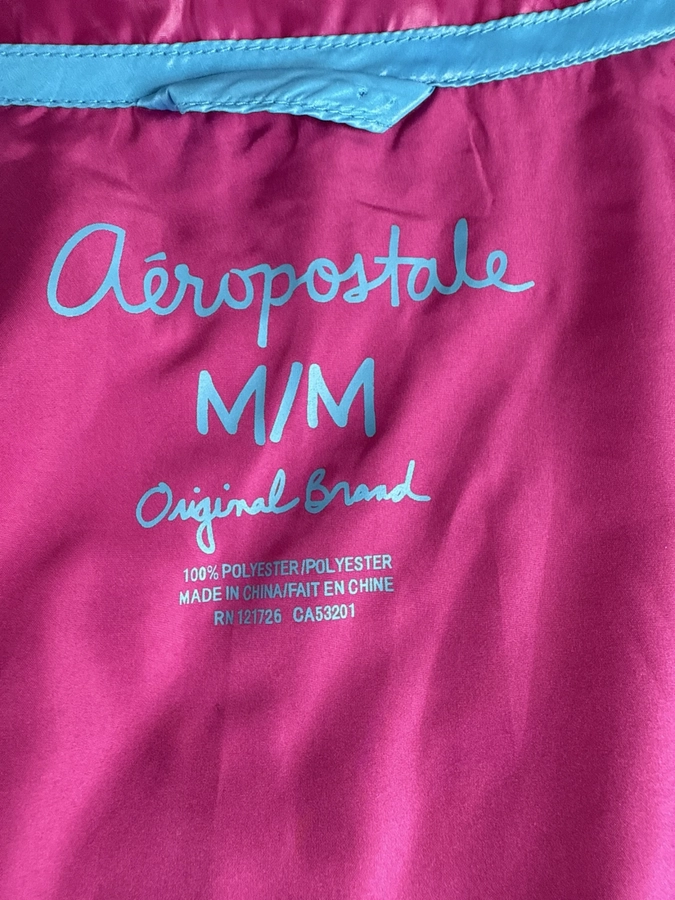 Aéropostale
M/M
Original Brand
100% POLYESTER/POLYESTER
MADE IN CHINA/FAIT EN CHINE
RN 121726 CA53201